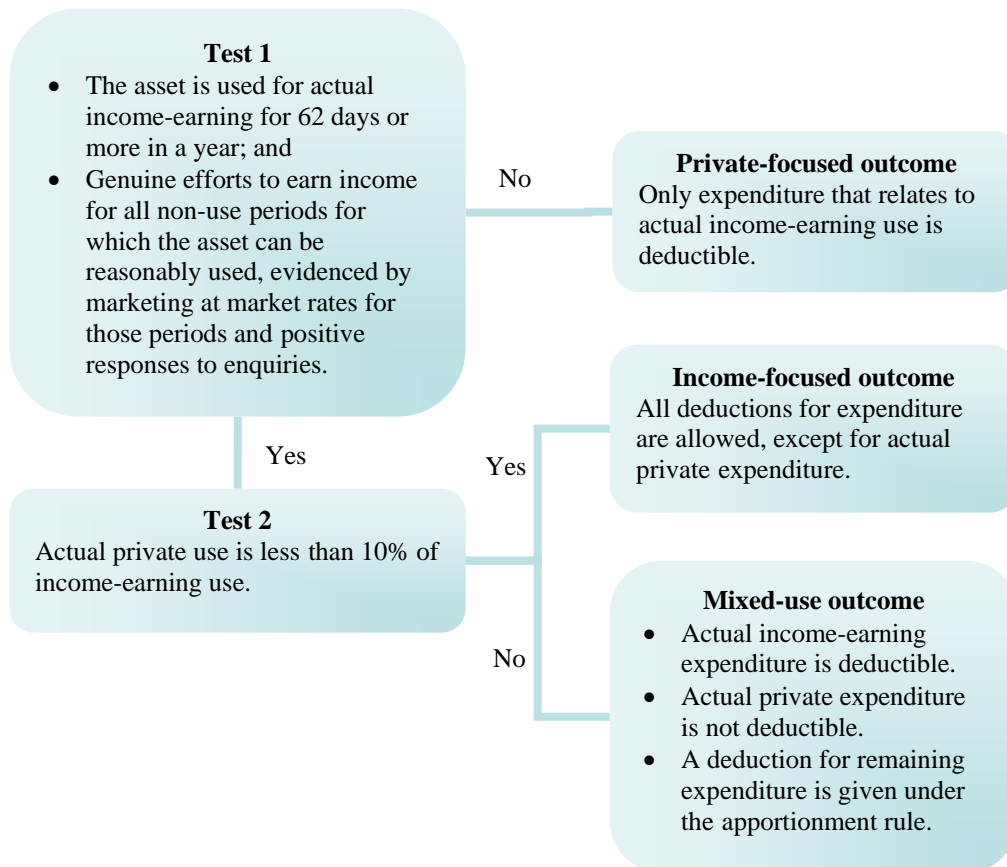 Test 1
• The asset is used for actual
income-earning for 62 days or
more in a year; and
• Genuine efforts to earn income
for all non-use periods for
which the asset can be
reasonably used, evidenced by
marketing at market rates for
those periods and positive
responses to enquiries.
No
Private-focused outcome
Only expenditure that relates to
actual income-earning use is
deductible.
Yes
Test 2
Actual private use is less than 10% of
income-earning use.
Yes
Income-focused outcome
All deductions for expenditure
are allowed, except for actual
private expenditure.
No
Mixed-use outcome
• Actual income-earning
expenditure is deductible.
• Actual private expenditure
is not deductible.
• A deduction for remaining
expenditure is given under
the apportionment rule.